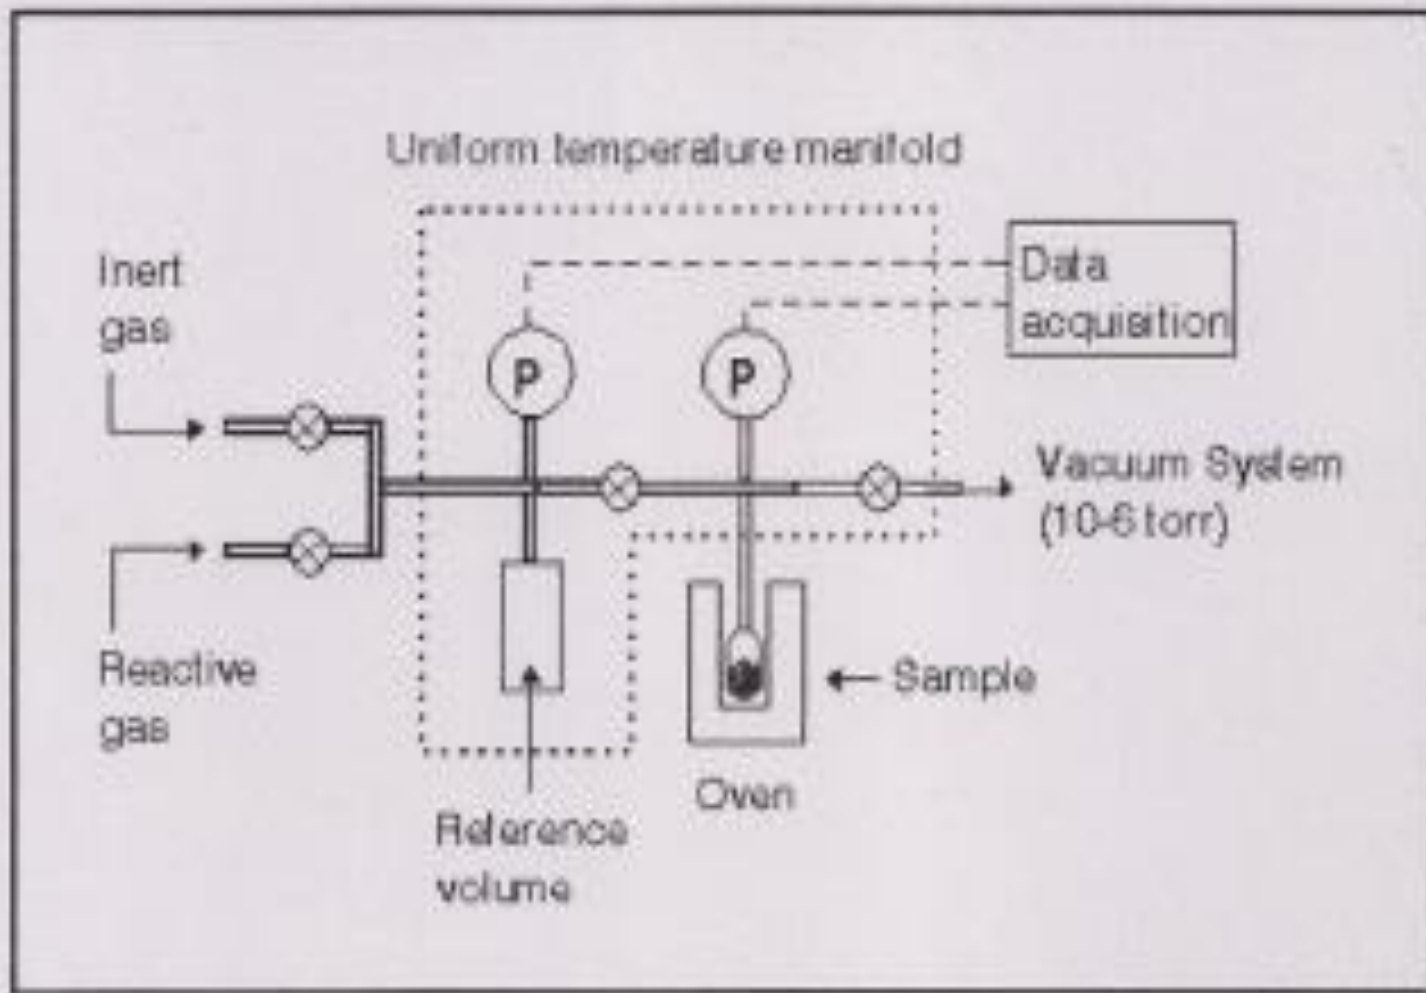 Uniform temperature manifold
Inert
gas
Data
acquisition
P
P
Vacuum System
(10-6 torr)
Reactive
gas
Sample
Oven
Reference
volume